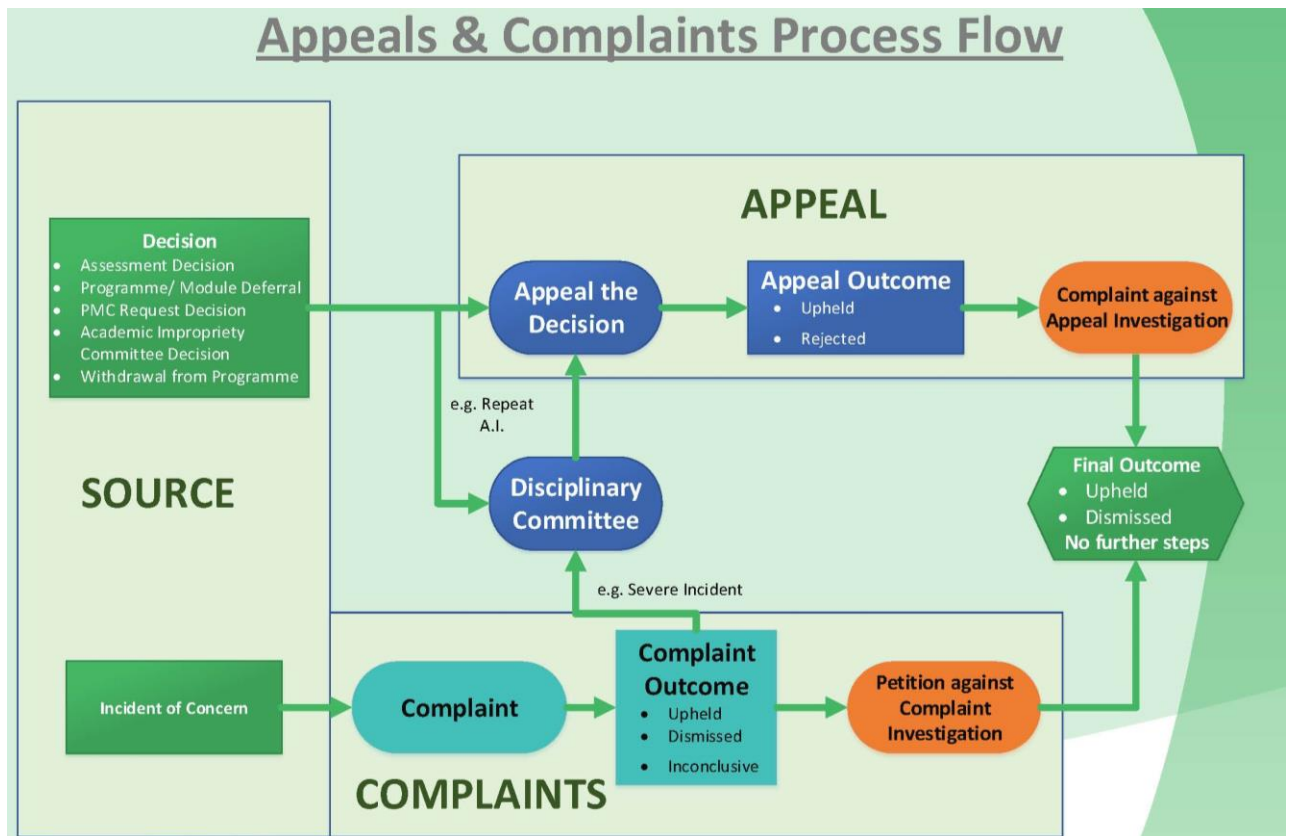 Appeals & Complaints Process Flow
APPEAL
Decision
• Assessment Decision
• Programme/ Module Deferral
• PMC Request Decision
• Academic Impropriety
Committee Decision
• Withdrawal from Programme
Appeal the
Decision
Appeal Outcome
• Upheld
• Rejected
Complaint against
Appeal Investigation
e.g. Repeat
A.I.
SOURCE
Disciplinary
Committee
Final Outcome
• Upheld
• Dismissed
No further steps
e.g. Severe Incident
Incident of Concern
Complaint
Complaint
Outcome
• Upheld
• Dismissed
• Inconclusive
Petition against
Complaint
Investigation
COMPLAINTS